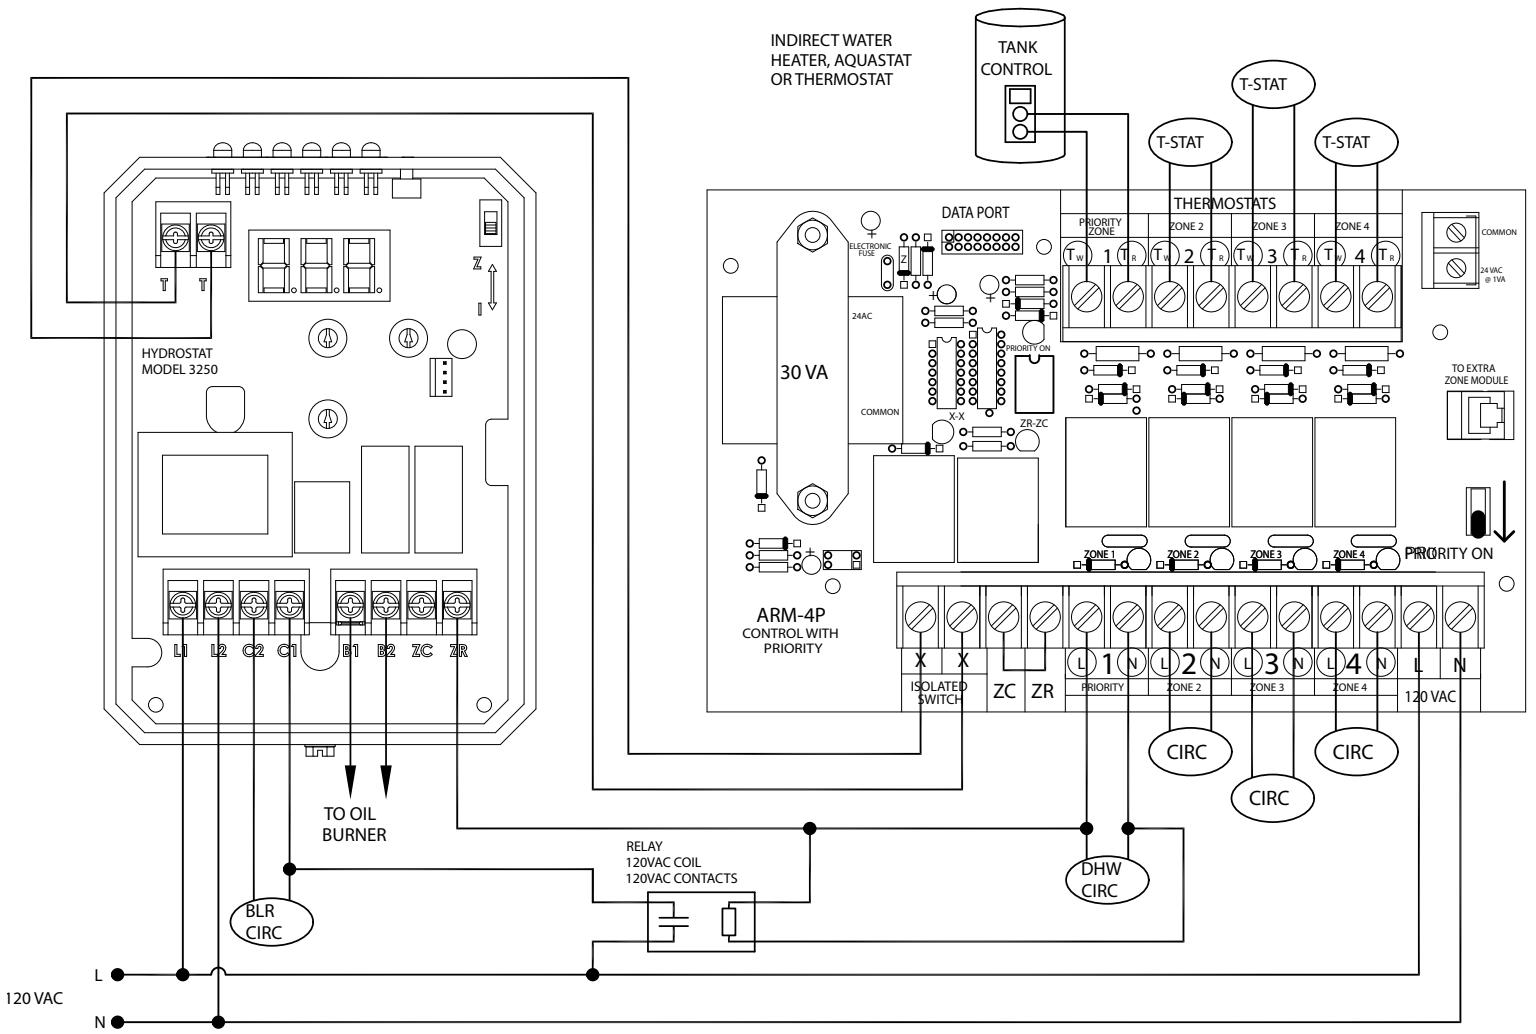 INDIRECT WATER
HEATER, AQUASTAT
OR THERMOSTAT
TANK
CONTROL
T-STAT
T-STAT
T-STAT
DATA PORT
THERMOSTATS
PRIORITY
ZONE
ZONE 2
ZONE 3
ZONE 4
TW 1 TR
TW 2 TR
TW 3 TR
TW 4 TR
COMMON
24 VAC
@ 1VA
ELECTRONIC
FUSE
Z
24AC
30 VA
COMMON
PRIORITY ON
X-X
ZR-ZC
TO EXTRA
ZONE MODULE
T T
Z
I
HYDROSTAT
MODEL 3250
ZONE 1
ZONE 2
ZONE 3
ZONE 4
PRIORITY ON
ARM-4P
CONTROL WITH
PRIORITY
L1 L2 C2 C1 B1 B2 ZC ZR
X X
ISOLATED
SWITCH
ZC ZR
L 1 N
L 2 N
L 3 N
L 4 N
L N
PRIORITY
ZONE 2
ZONE 3
ZONE 4
120 VAC
CIRC
CIRC
CIRC
TO OIL
BURNER
RELAY
120VAC COIL
120VAC CONTACTS
DHW
CIRC
BLR
CIRC
L
120 VAC
N